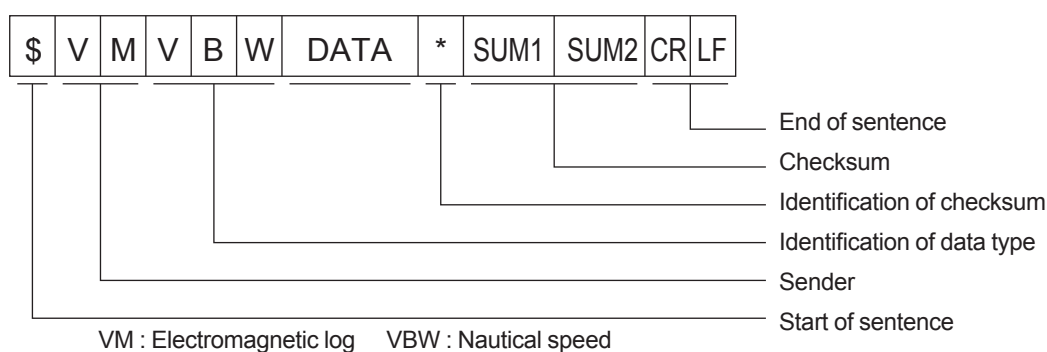 $ V M V B W DATA * SUM1 SUM2 CR LF
End of sentence
Checksum
Identification of checksum
Identification of data type
Sender
Start of sentence
VM : Electromagnetic log VBW : Nautical speed